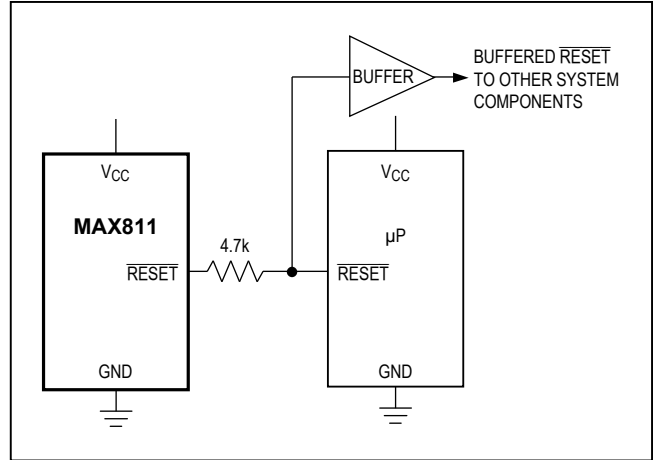 BUFFER
BUFFERED RESET
TO OTHER SYSTEM
COMPONENTS
VCC
MAX811
RESET
GND
4.7k
VCC
µP
RESET
GND